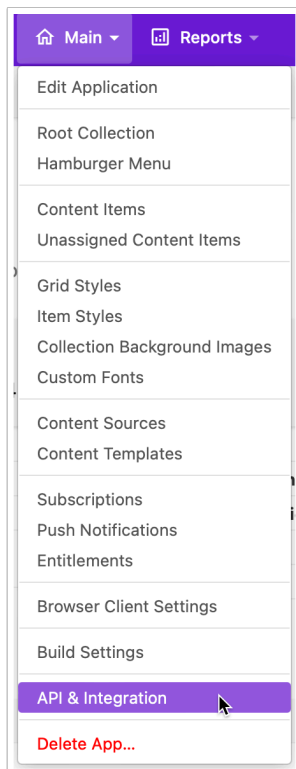 Main
Reports
Edit Application
Root Collection
Hamburger Menu
Content Items
Unassigned Content Items
Grid Styles
Item Styles
Collection Background Images
Custom Fonts
Content Sources
Content Templates
Subscriptions
Push Notifications
Entitlements
Browser Client Settings
Build Settings
API & Integration
Delete App...